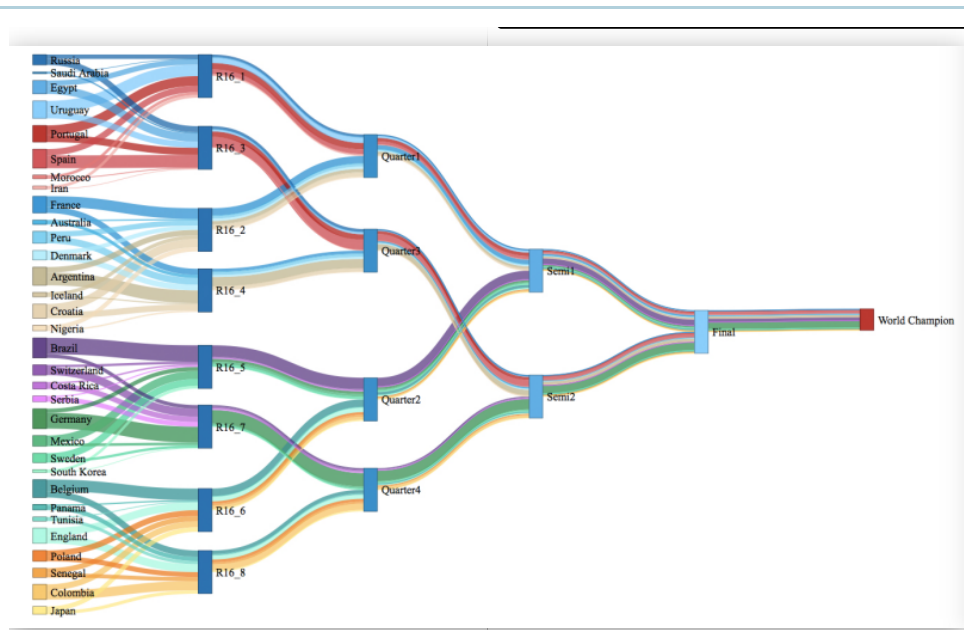 Russia
Saudi Arabia
Egypt
Uruguay
Portugal
Spain
Morocco
Iran
France
Australia
Peru
Denmark
Argentina
Iceland
Croatia
Nigeria
Brazil
Switzerland
Costa Rica
Serbia
Germany
Mexico
Sweden
South Korea
Belgium
Panama
Tunisia
England
Poland
Senegal
Colombia
Japan
R16_1
R16_3
R16_2
R16_4
R16_5
R16_7
R16_6
R16_8
Quarter1
Quarter3
Quarter2
Quarter4
Semi1
Semi2
Final
World Champion